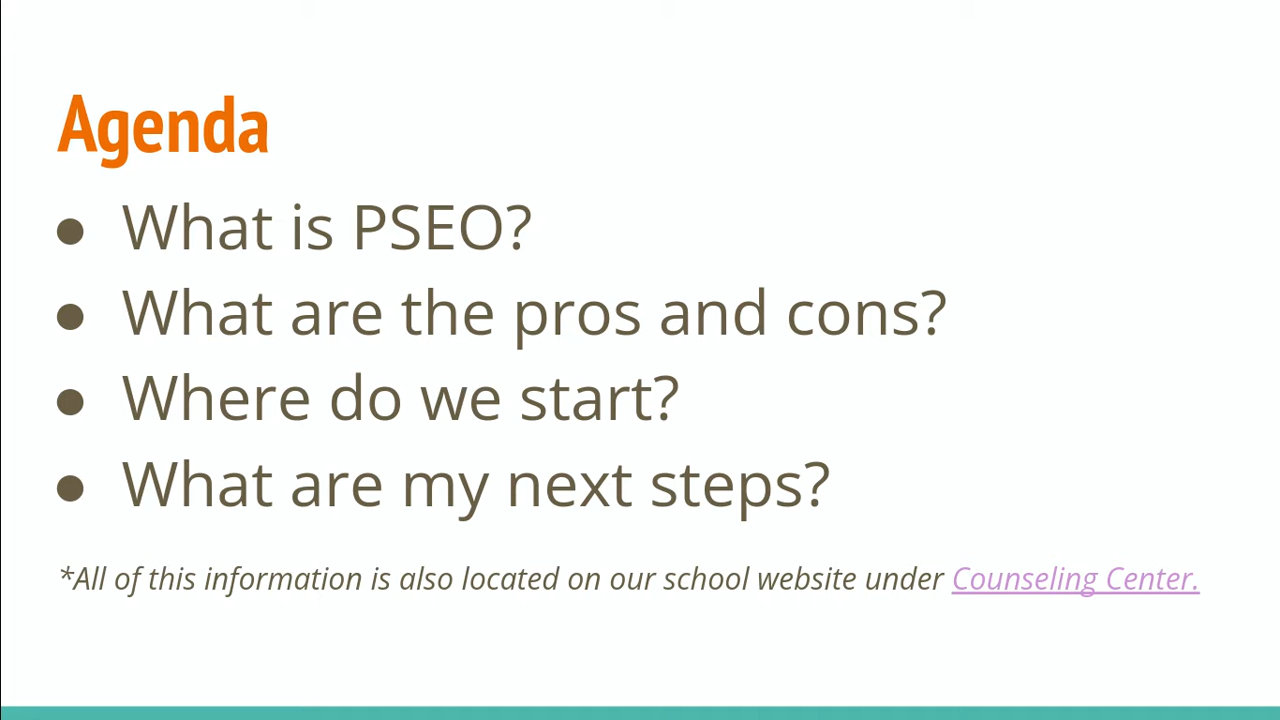 Agenda
● What is PSEO?
● What are the pros and cons?
● Where do we start?
● What are my next steps?
*All of this information is also located on our school website under Counseling Center.